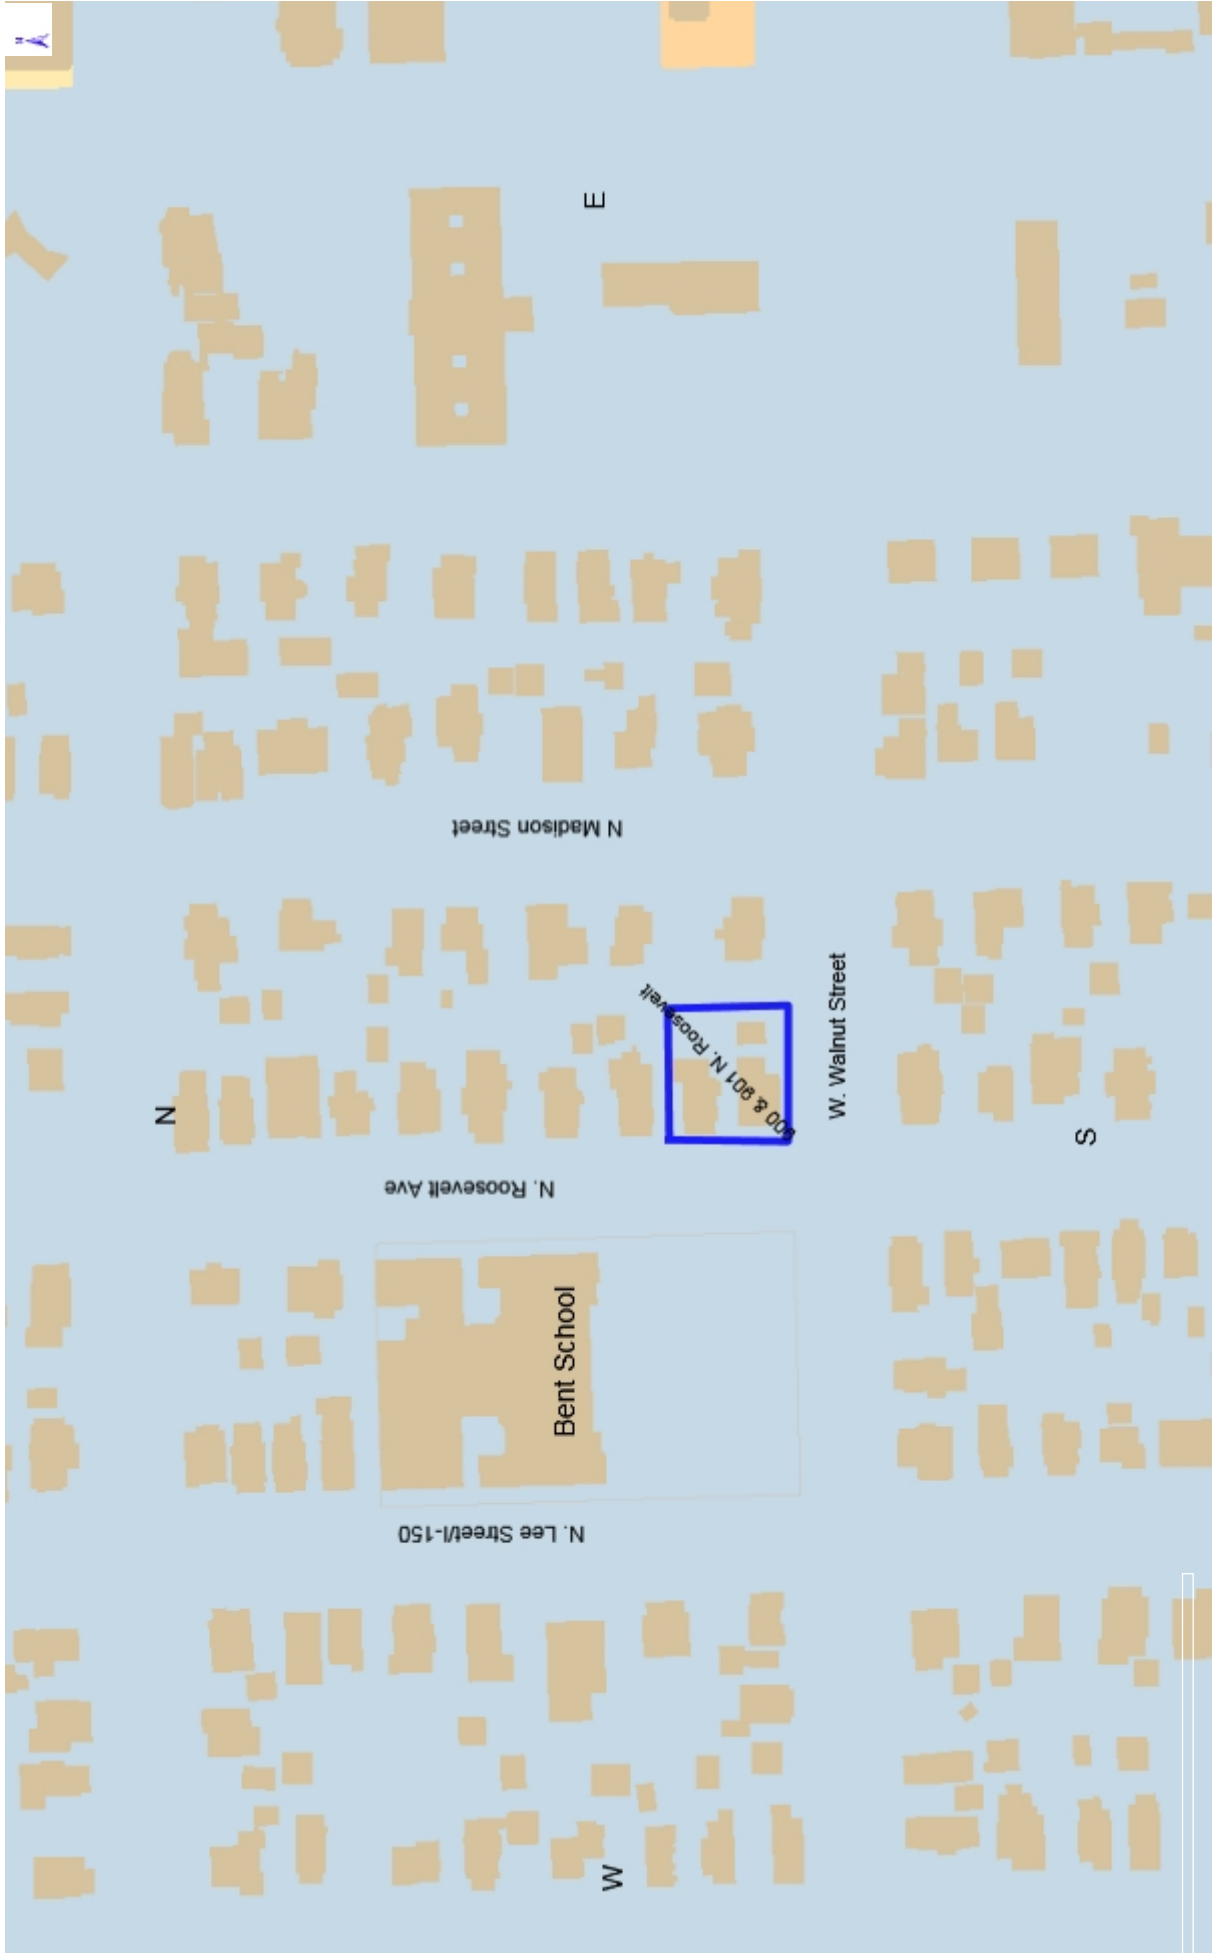 N
N
N. Lee Street/I-150
N. Roosevelt Ave
N Madison Street
Bent School
W
E
900 & 901 N. Roosevelt
W. Walnut Street
S